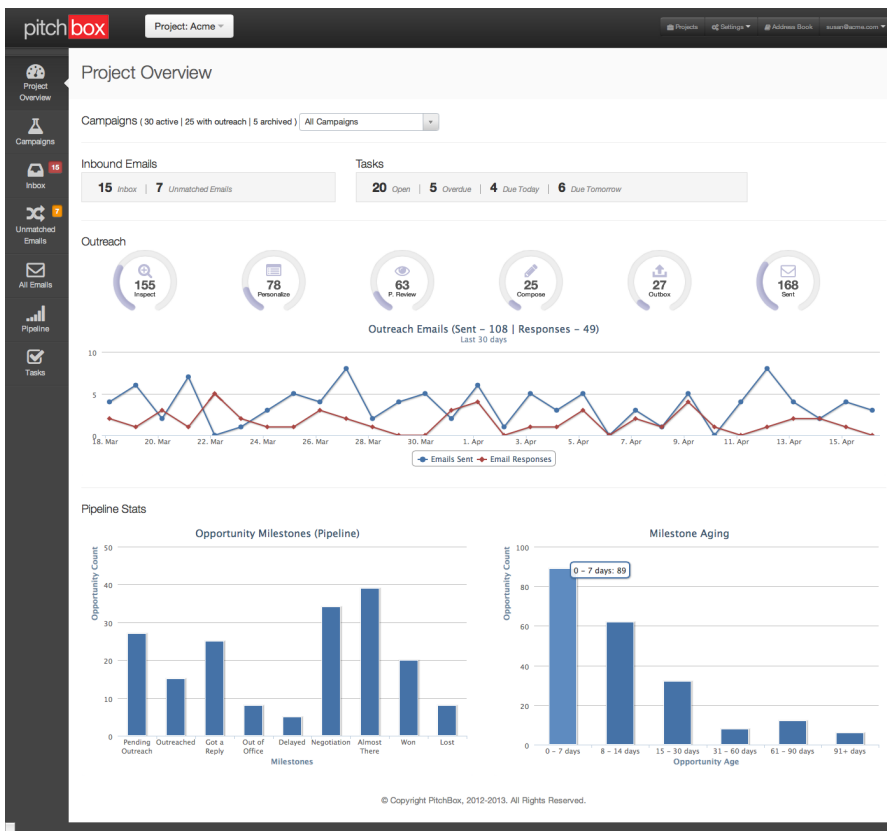 pitchbox
Project: Acme
Projects
Settings
Address Book
susan@acme.com
Project Overview
Campaigns
Inbox 15
Unmatched Emails 7
All Emails
Pipeline
Tasks
Project Overview
Campaigns ( 30 active | 25 with outreach | 5 archived ) All Campaigns
Inbound Emails
15 Inbox | 7 Unmatched Emails
Tasks
20 Open | 5 Overdue | 4 Due Today | 6 Due Tomorrow
Outreach
155 Inspect
78 Personalize
63 P. Review
25 Compose
27 Outbox
168 Sent
Outreach Emails (Sent – 108 | Responses – 49)
Last 30 days
10
5
0
18. Mar 20. Mar 22. Mar 24. Mar 26. Mar 28. Mar 30. Mar 1. Apr 3. Apr 5. Apr 7. Apr 9. Apr 11. Apr 13. Apr 15. Apr
Emails Sent Email Responses
Pipeline Stats
Opportunity Milestones (Pipeline)
Opportunity Count
50
40
30
20
10
0
Pending Outreach
Outreached
Got a Reply
Out of Office
Delayed
Negotiation
Almost There
Won
Lost
Milestones
Milestone Aging
Opportunity Count
100
80
60
40
20
0
0 – 7 days: 89
0 – 7 days 8 – 14 days 15 – 30 days 31 – 60 days 61 – 90 days 91+ days
Opportunity Age
© Copyright PitchBox, 2012-2013. All Rights Reserved.